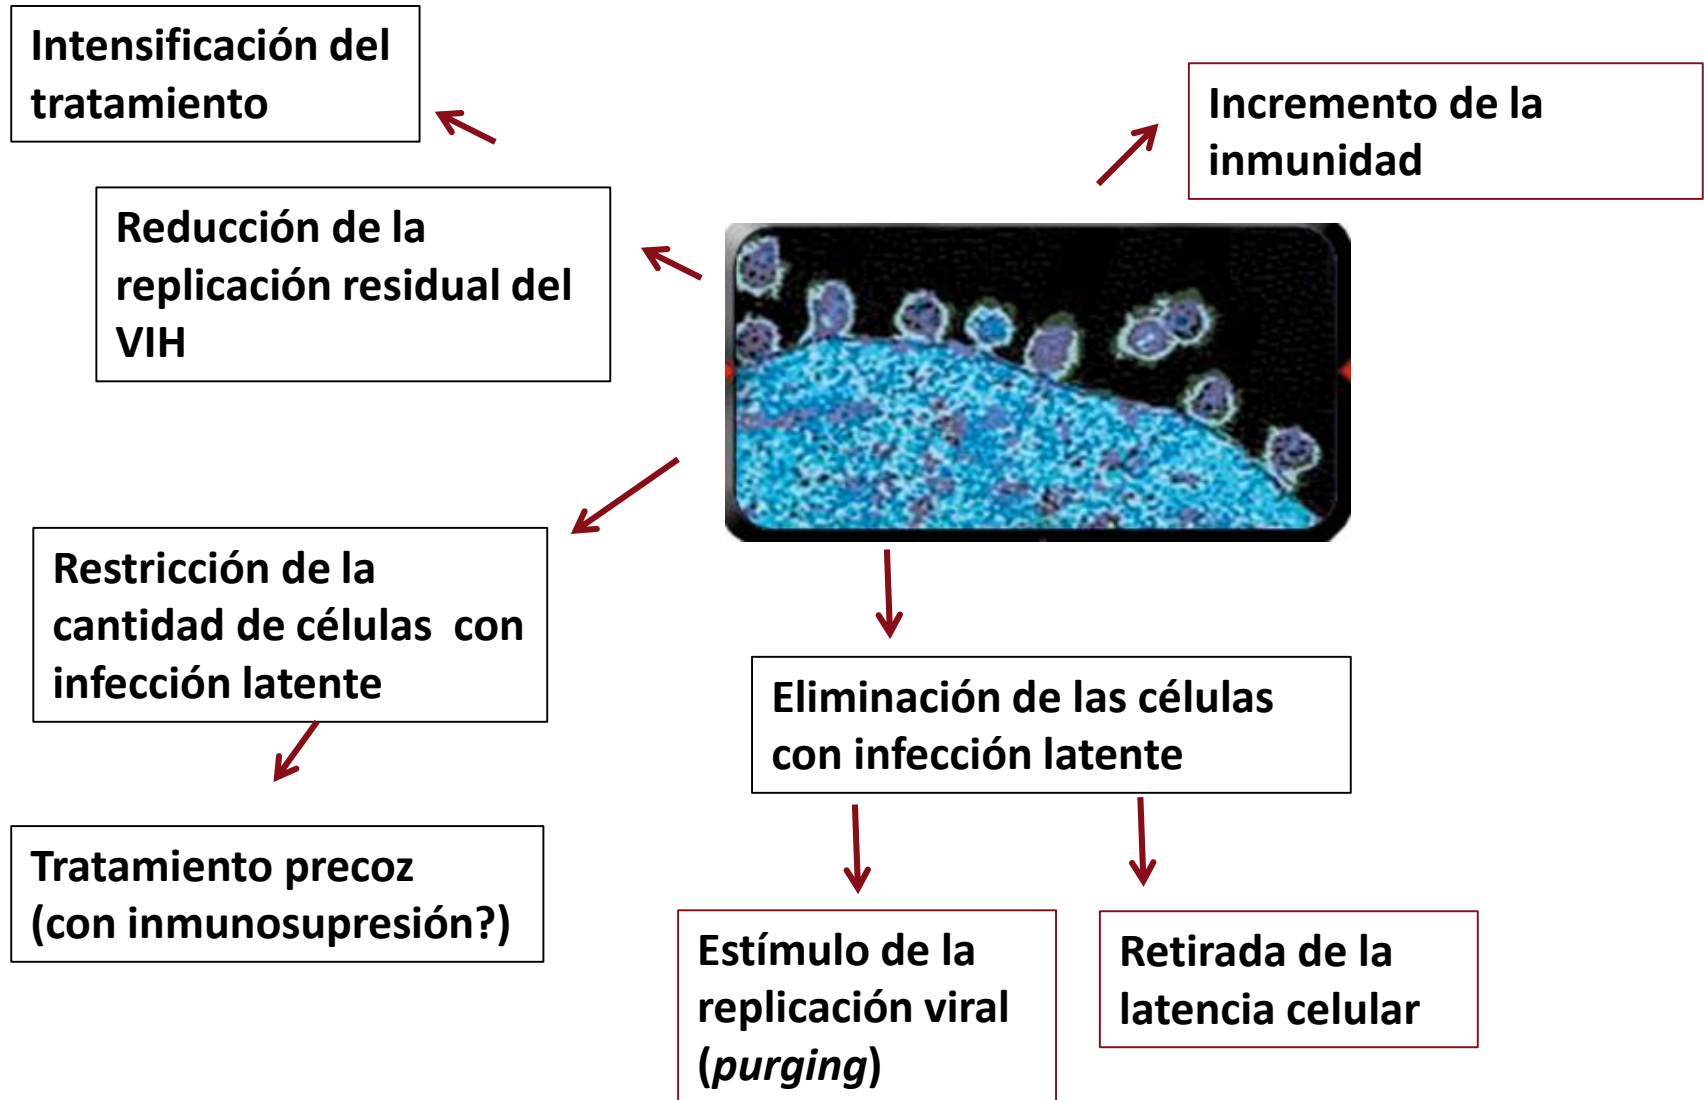 Intensificación del
tratamiento
Incremento de la
inmunidad
Reducción de la
replicación residual del
VIH
Restricción de la
cantidad de células con
infección latente
Eliminación de las células
con infección latente
Tratamiento precoz
(con inmunosupresión?)
Estímulo de la
replicación viral
(purging)
Retirada de la
latencia celular